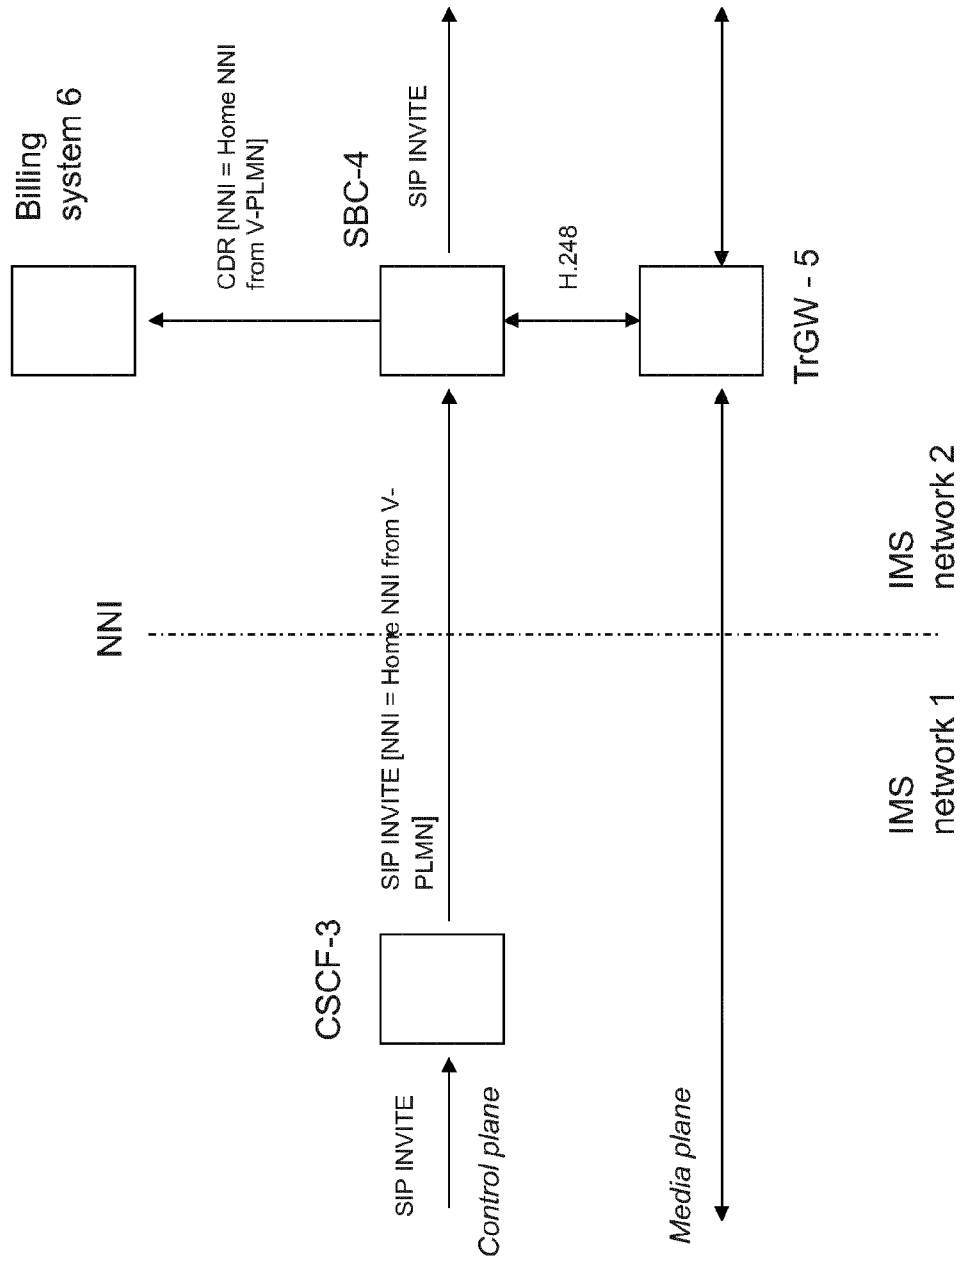 Billing
system 6
CDR [NNI = Home NNI
from V-PLMN]
NNI
CSCF-3
SBC-4
SIP INVITE
SIP INVITE [NNI = Home NNI from V-
PLMN]
SIP INVITE
Control plane
H.248
Media plane
TrGW - 5
IMS
network 1
IMS
network 2